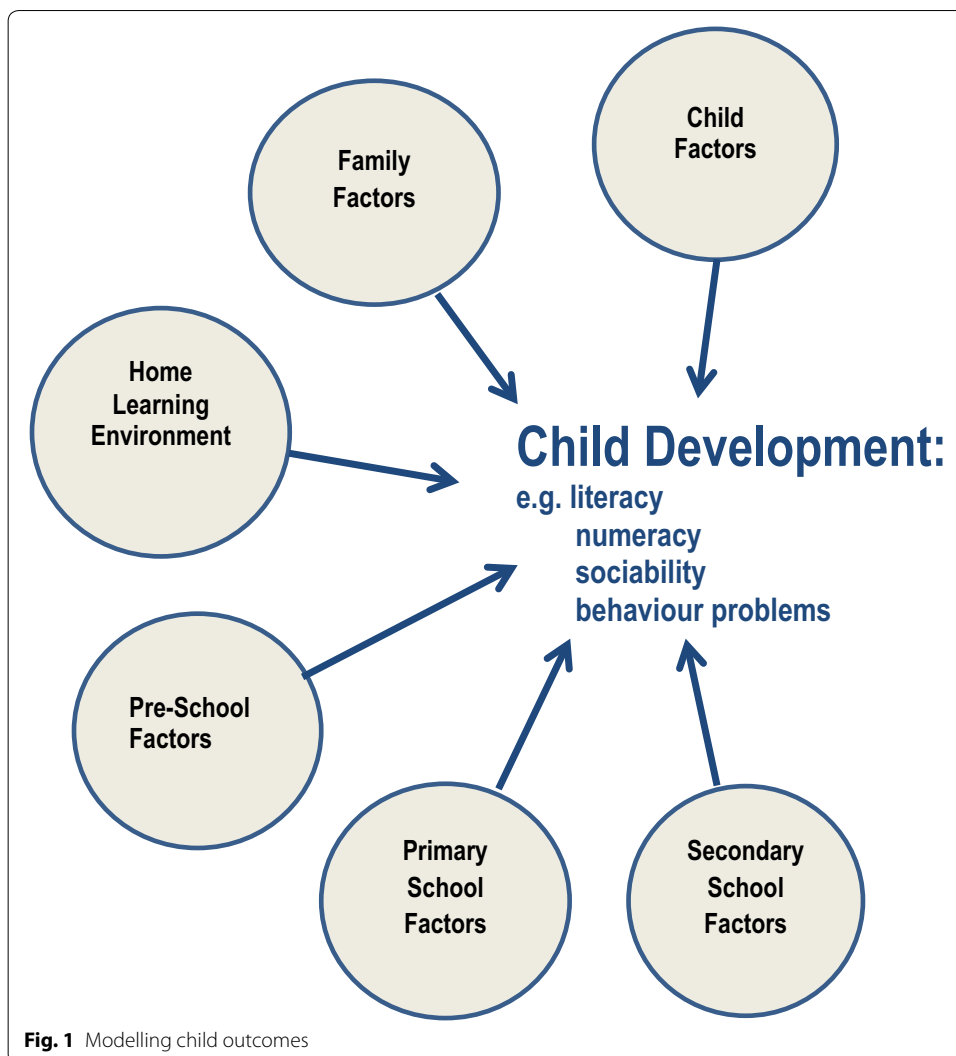 Child
Factors
Family
Factors
Home
Learning
Environment
Child Development:
e.g. literacy
numeracy
sociability
behaviour problems
Pre-School
Factors
Primary
School
Factors
Secondary
School
Factors
Fig. 1 Modelling child outcomes